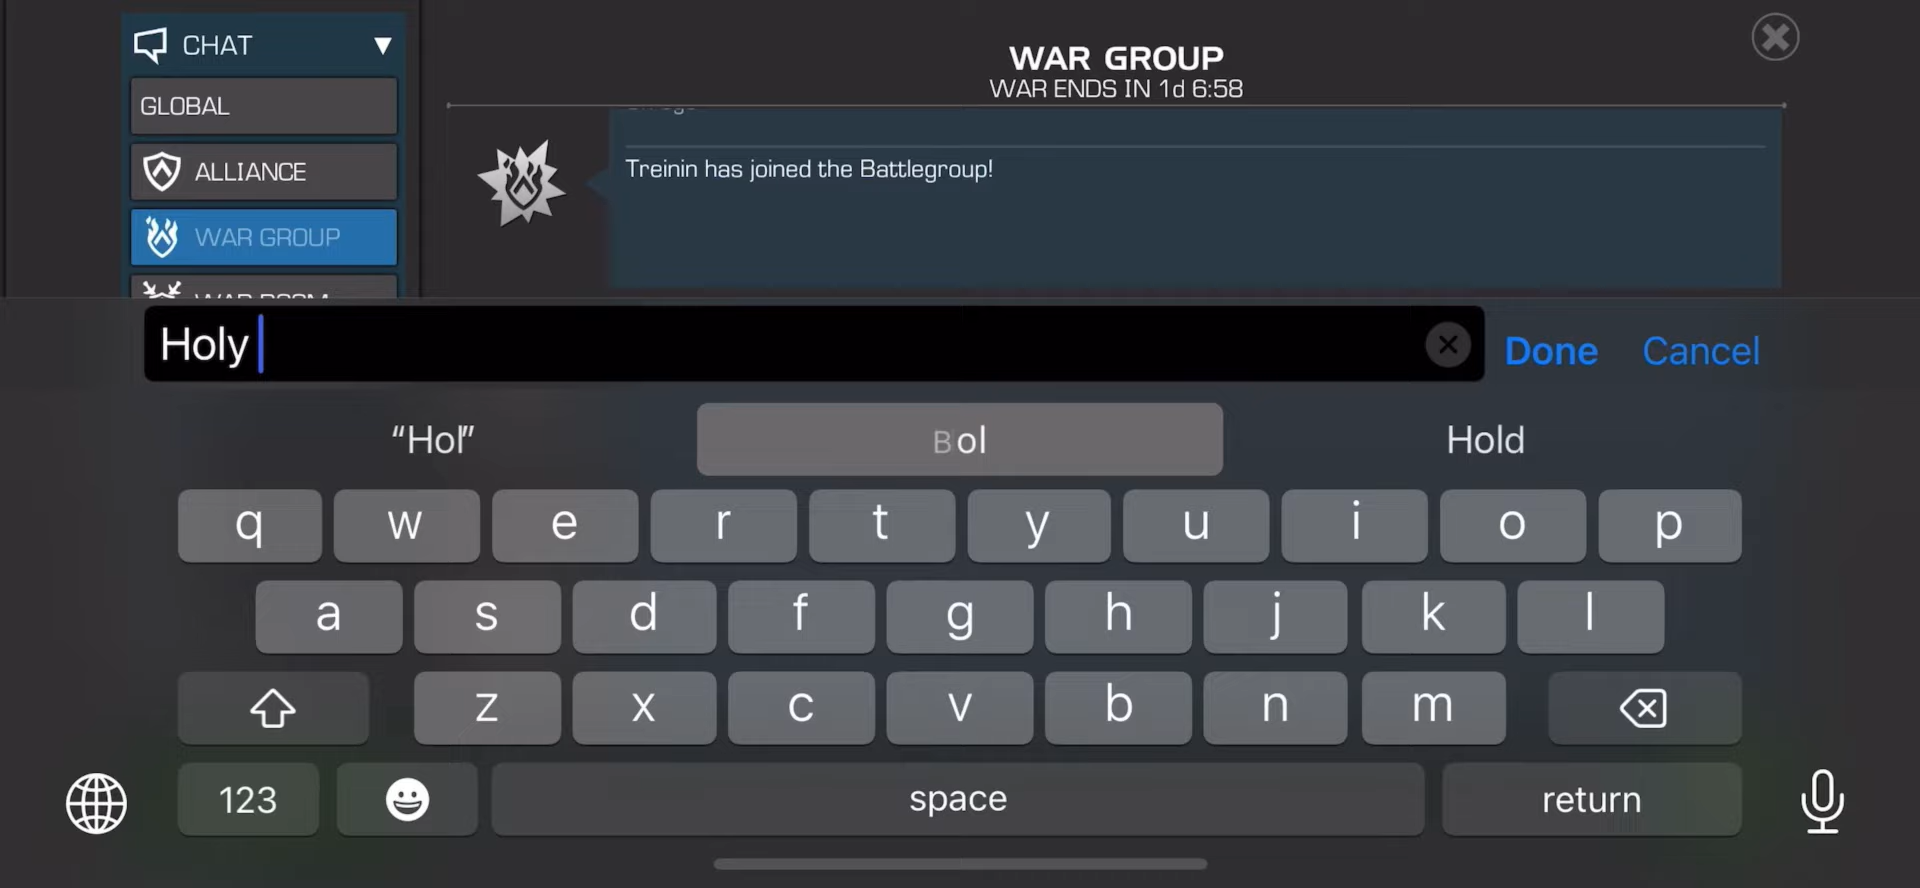 CHAT
WAR GROUP
WAR ENDS IN 1d 6:58
GLOBAL
ALLIANCE
Treinin has joined the Battlegroup!
WAR GROUP
Holy
Done
Cancel
“Hol”
Hold
q w e r t y u i o p
a s d f g h j k l
z x c v b n m
123
space
return